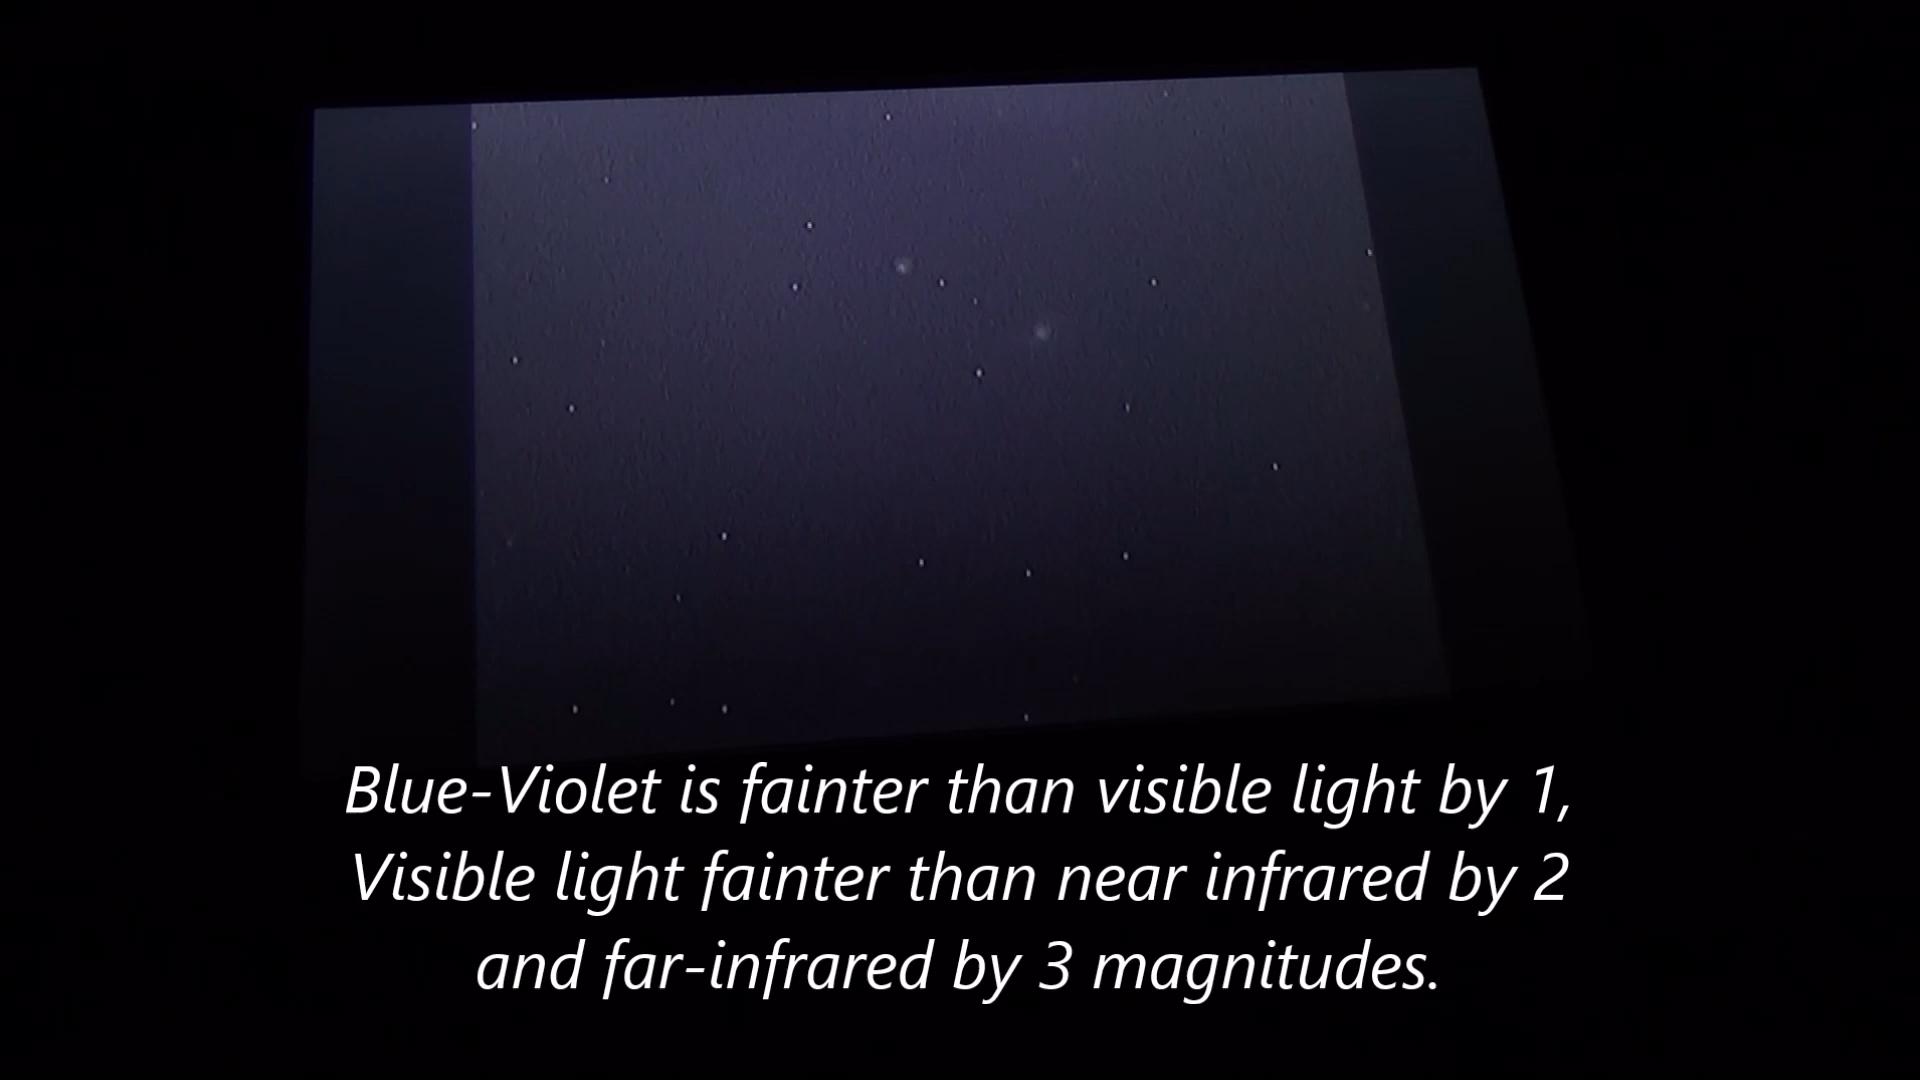 Blue-Violet is fainter than visible light by 1,
Visible light fainter than near infrared by 2
and far-infrared by 3 magnitudes.